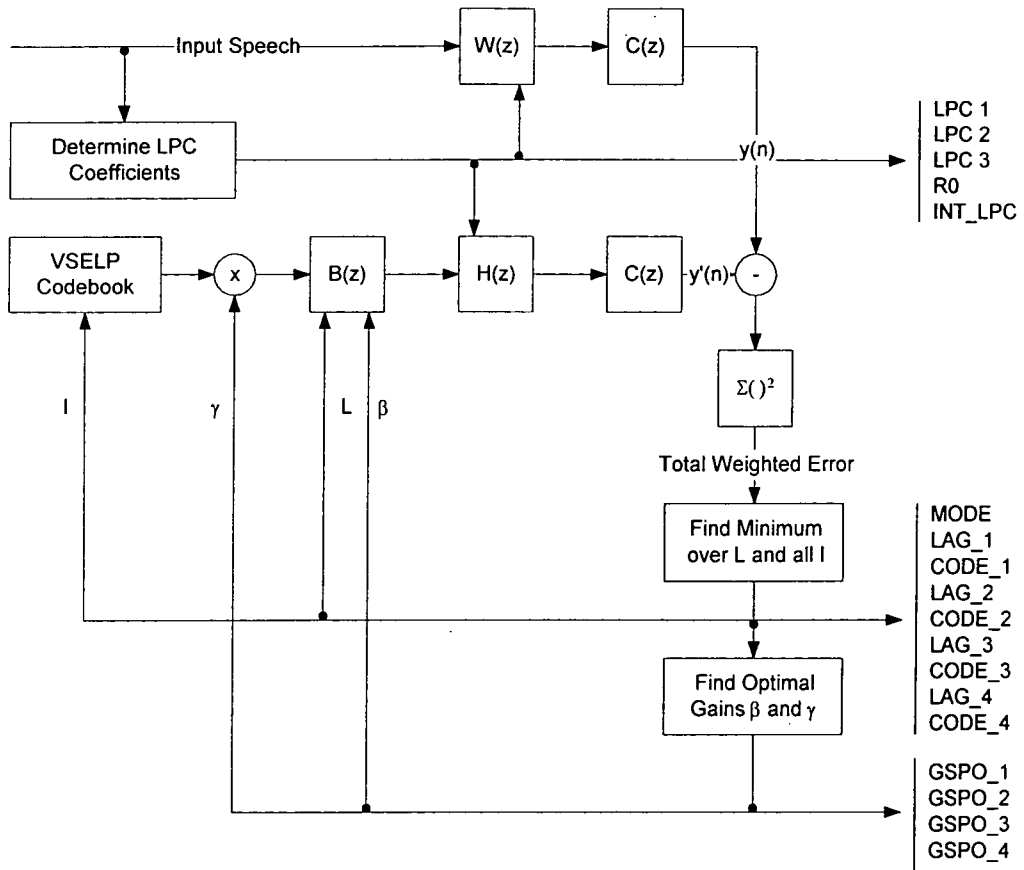 Input Speech
W(z)
C(z)
Determine LPC
Coefficients
y(n)
LPC 1
LPC 2
LPC 3
R0
INT_LPC
VSELP
Codebook
x
B(z)
H(z)
C(z)
y'(n)
-
Σ( )²
I
γ
L
β
Total Weighted Error
Find Minimum
over L and all I
MODE
LAG_1
CODE_1
LAG_2
CODE_2
LAG_3
CODE_3
LAG_4
CODE_4
Find Optimal
Gains β and γ
GSPO_1
GSPO_2
GSPO_3
GSPO_4